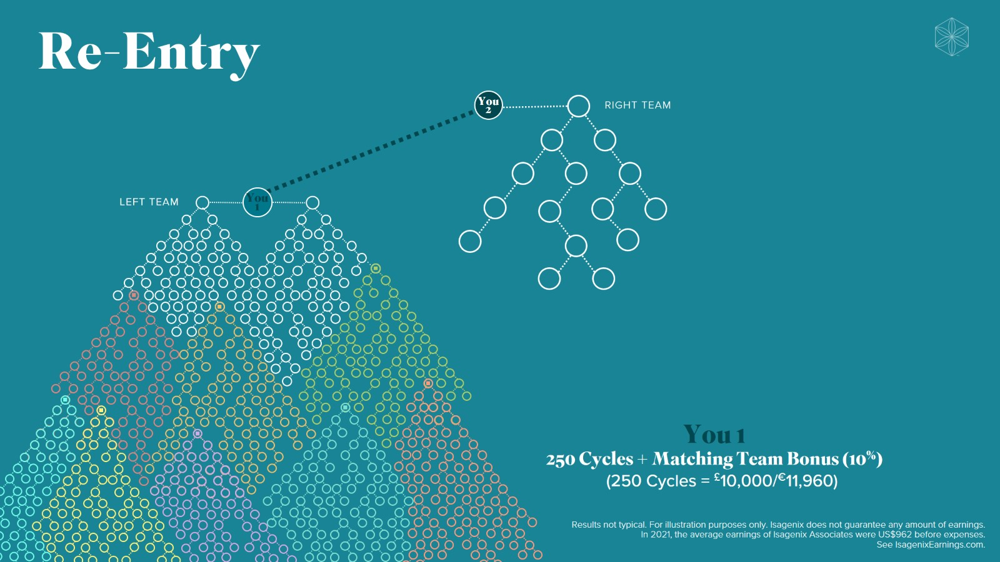 Re-Entry
You
2
RIGHT TEAM
LEFT TEAM
You
1
You 1
250 Cycles + Matching Team Bonus (10%)
(250 Cycles = £10,000/€11,960)
Results not typical. For illustration purposes only. Isagenix does not guarantee any amount of earnings.
In 2021, the average earnings of Isagenix Associates were US$962 before expenses.
See IsagenixEarnings.com.